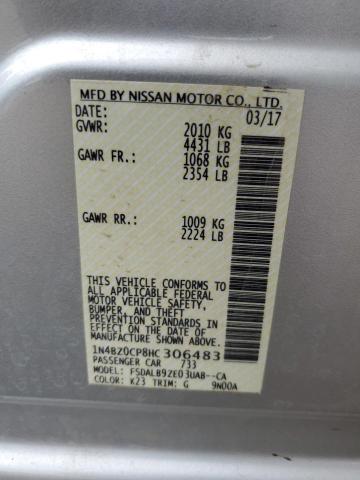 MFD BY NISSAN MOTOR CO., LTD.
DATE: 03/17
GVWR: 2010 KG
4431 LB
GAWR FR.: 1068 KG
2354 LB
GAWR RR.: 1009 KG
2224 LB
THIS VEHICLE CONFORMS TO
ALL APPLICABLE FEDERAL
MOTOR VEHICLE SAFETY,
BUMPER, AND THEFT
PREVENTION STANDARDS IN
EFFECT ON THE DATE OF
MANUFACTURE SHOWN ABOVE.
1N4BZ0CP8HC 306483
PASSENGER CAR 733
MODEL: FSDALB9ZE03UAB--CA
COLOR: K23 TRIM: G 9N00A